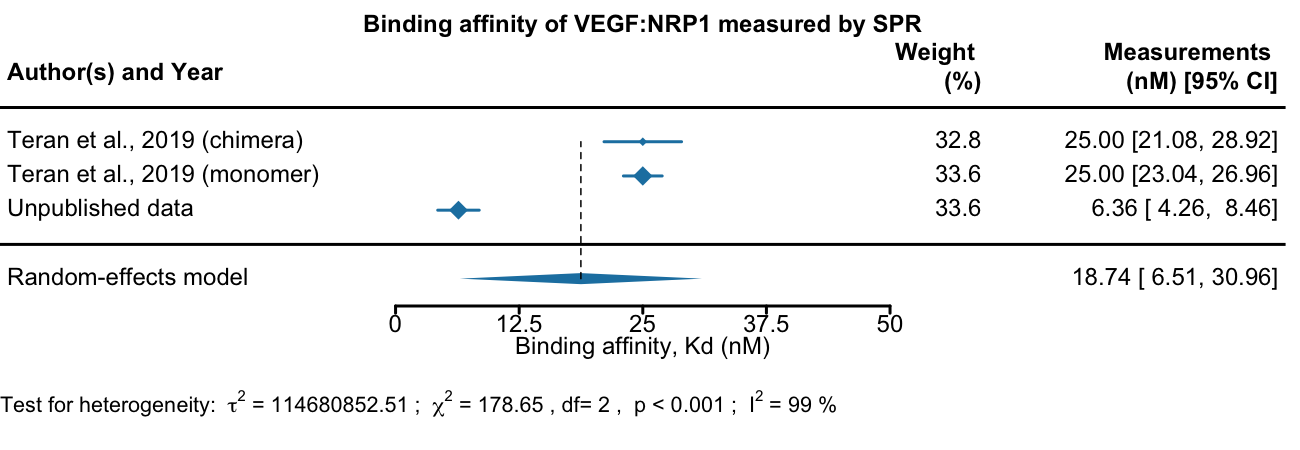 Binding affinity of VEGF:NRP1 measured by SPR
Author(s) and Year Weight (%) Measurements (nM) [95% CI]
Teran et al., 2019 (chimera) 32.8 25.00 [21.08, 28.92]
Teran et al., 2019 (monomer) 33.6 25.00 [23.04, 26.96]
Unpublished data 33.6 6.36 [ 4.26, 8.46]
Random-effects model 18.74 [ 6.51, 30.96]
0 12.5 25 37.5 50
Binding affinity, Kd (nM)
Test for heterogeneity: τ² = 114680852.51 ; χ² = 178.65 , df= 2 , p < 0.001 ; I² = 99 %